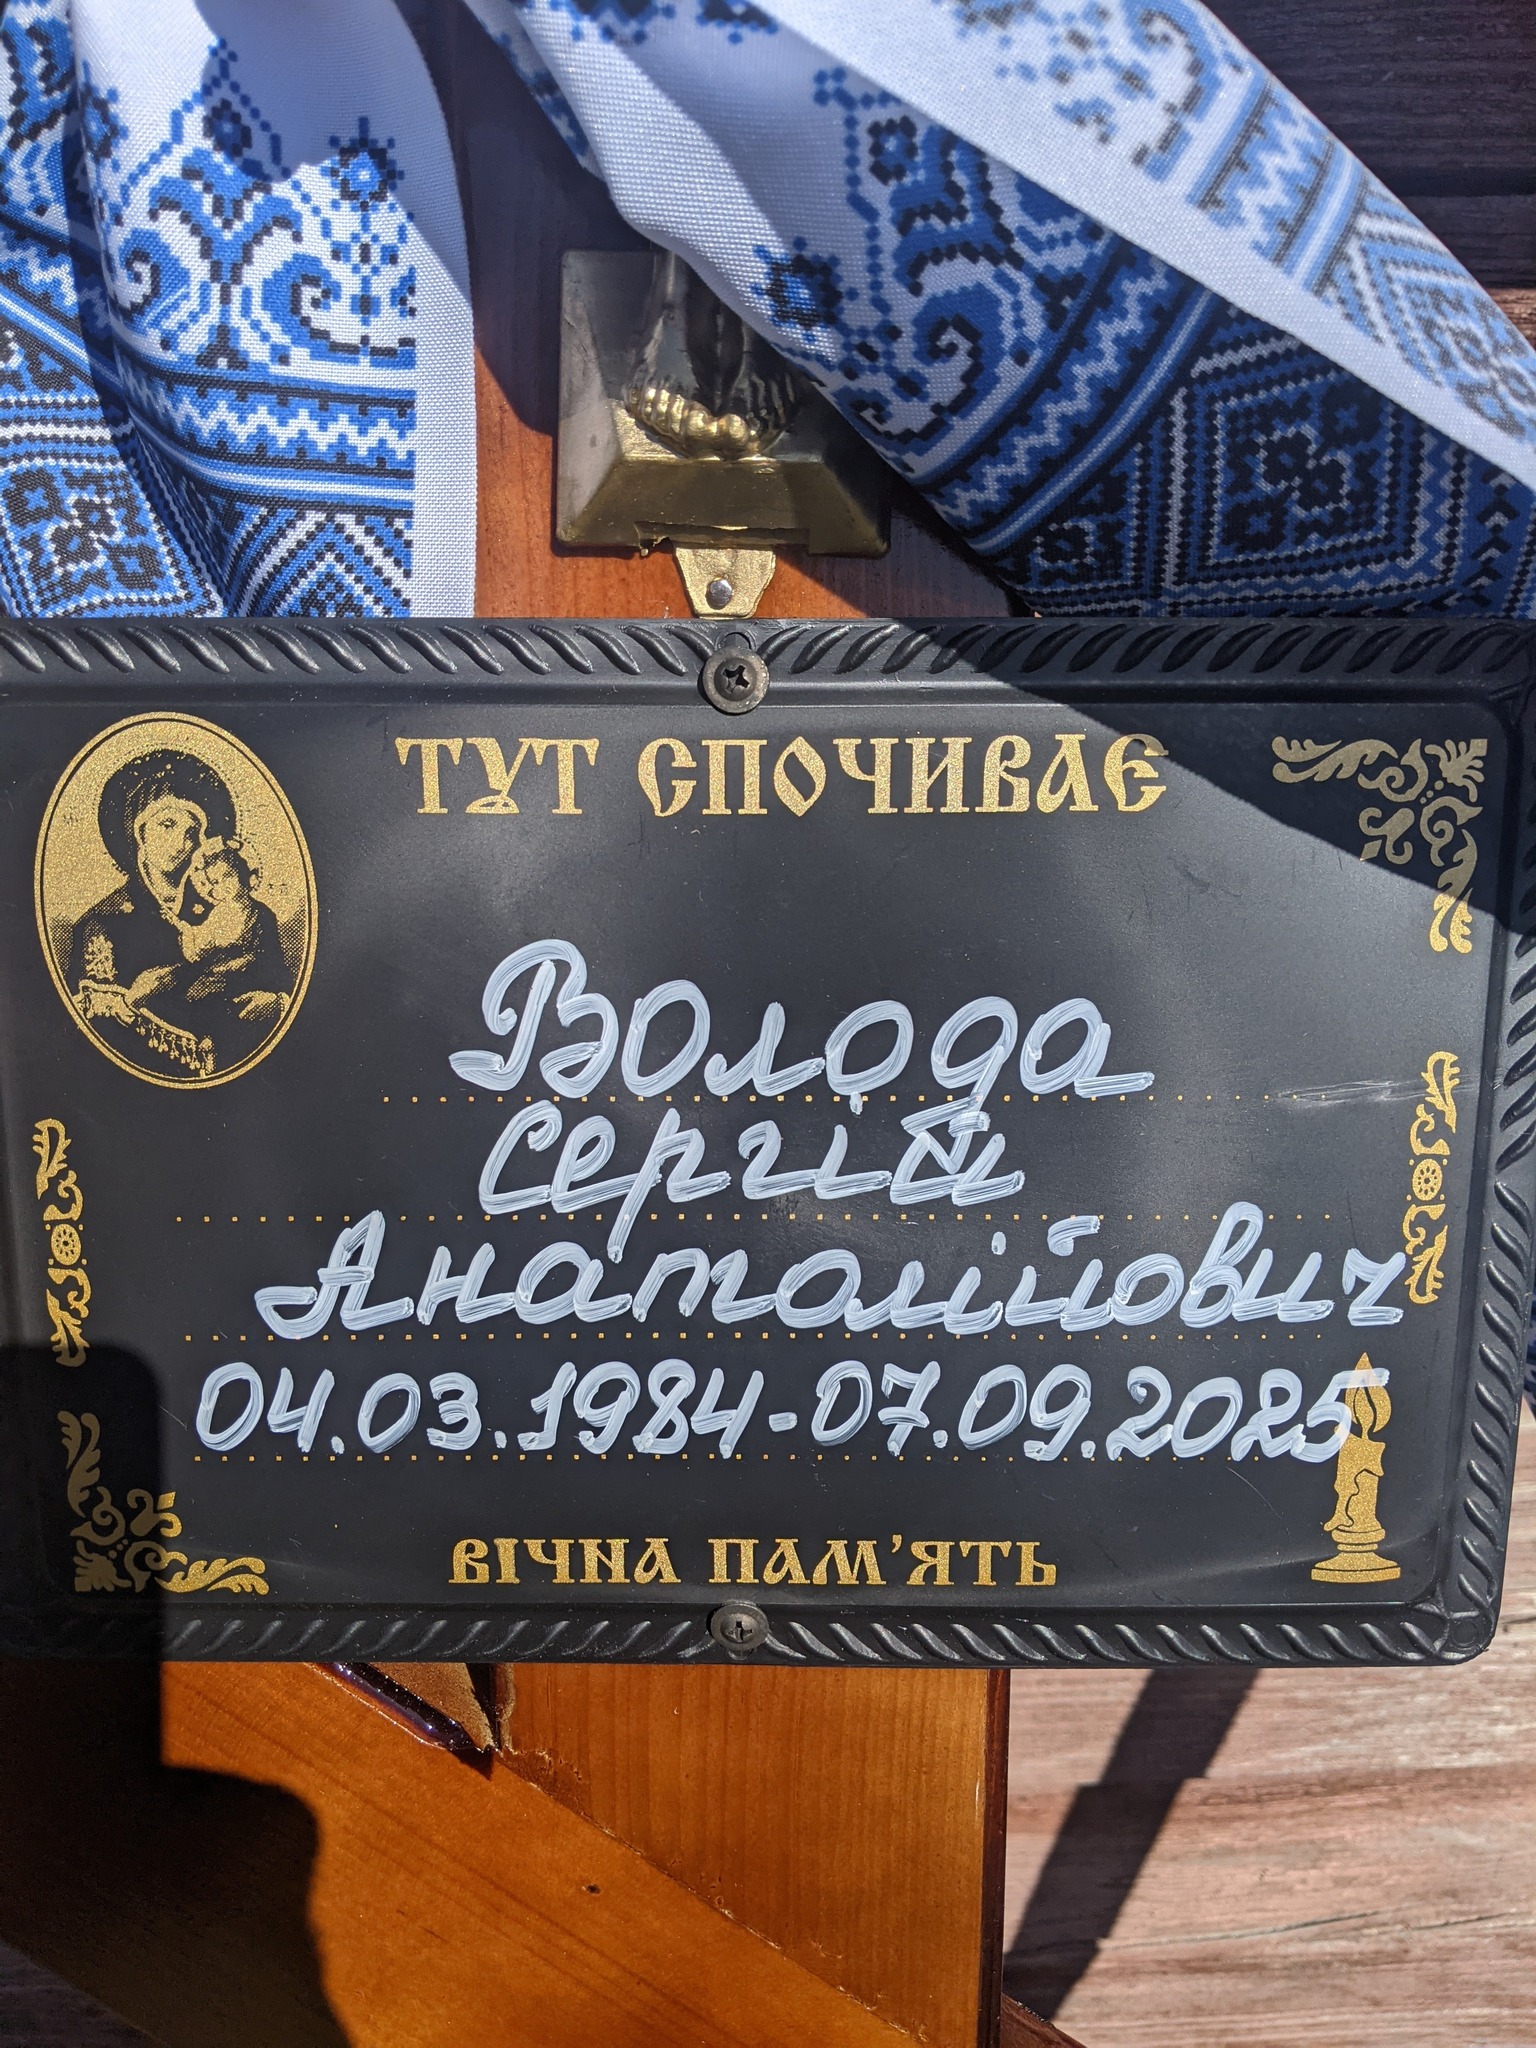 ТУТ СПОЧИВАЄ
Волода
Сергій
Анатолійович
04.03.1984-07.09.2025
ВІЧНА ПАМ'ЯТЬ